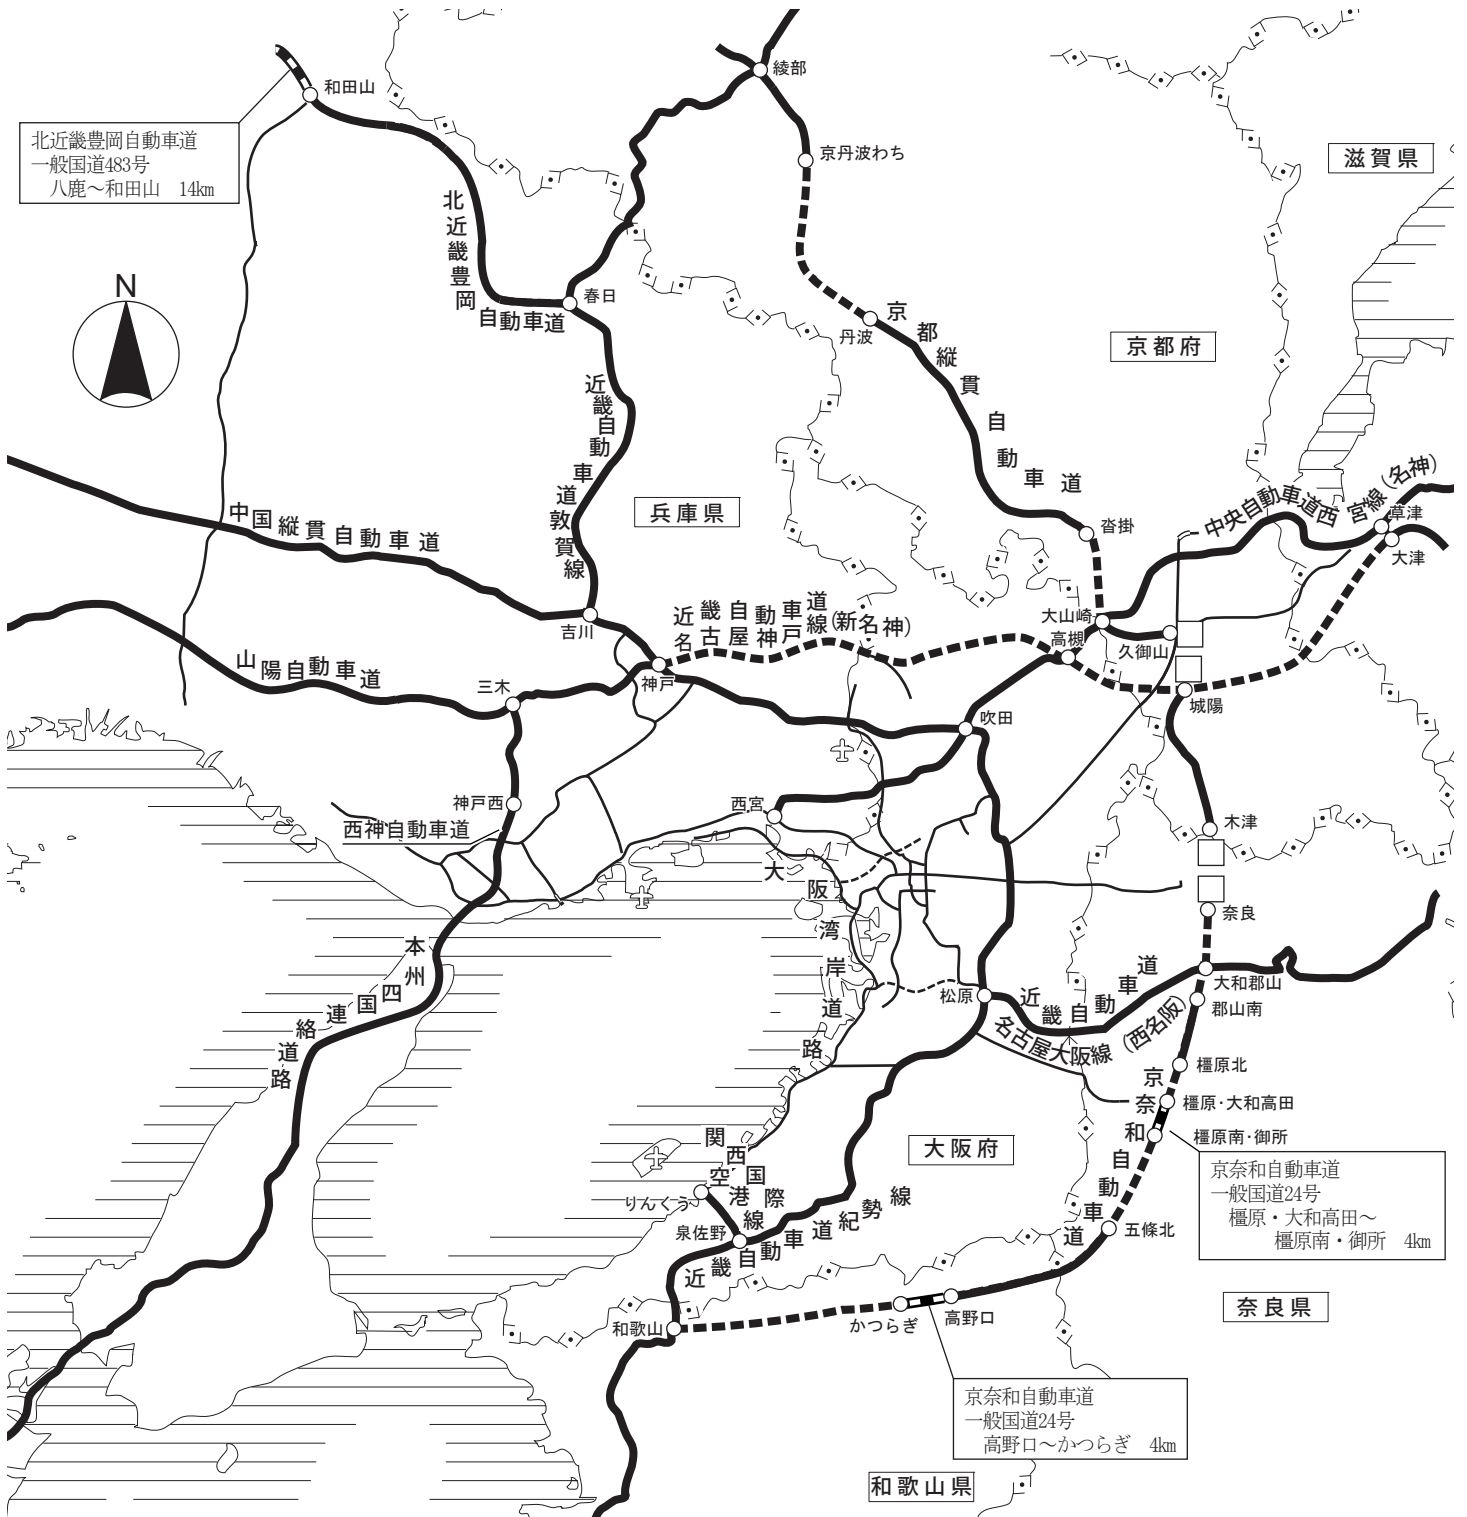 綾部
和田山
北近畿豊岡自動車道
一般国道483号
八鹿～和田山　14km
京丹波わち
滋賀県
北近畿豊岡自動車道
N
春日
丹波
京都縦貫自動車道
京都府
近畿自動車道敦賀線
兵庫県
中央自動車道西宮線(名神)
草津
大津
中国縦貫自動車道
沓掛
吉川
近畿自動車道
名古屋神戸線(新名神)
大山崎
高槻
久御山
山陽自動車道
三木
神戸
城陽
吹田
神戸西
西宮
西神自動車道
木津
大阪湾岸道路
奈良
本州四国連絡道路
松原
近畿自動車道
名古屋大阪線(西名阪)
大和郡山
郡山南
橿原北
京奈和自動車道
橿原・大和高田
橿原南・御所
関西国際空港線
大阪府
京奈和自動車道
一般国道24号
橿原・大和高田～
橿原南・御所　4km
りんくう
泉佐野
近畿自動車道紀勢線
五條北
和歌山
かつらぎ
高野口
奈良県
京奈和自動車道
一般国道24号
高野口～かつらぎ　4km
和歌山県